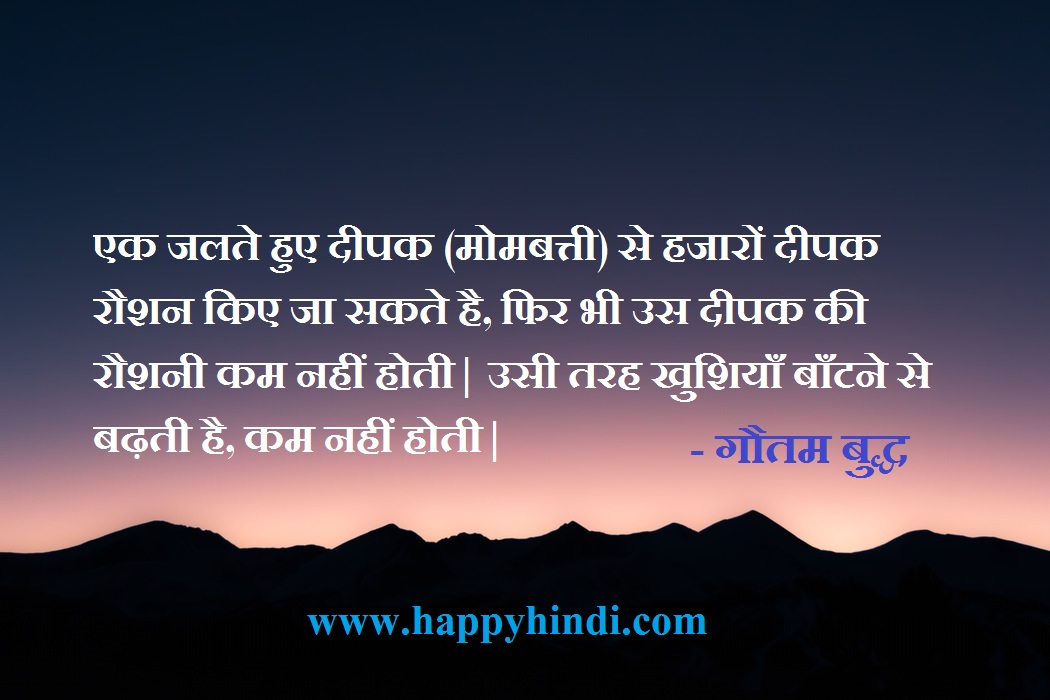 एक जलते हुए दीपक (मोमबत्ती) से हजारों दीपक
रौशन किए जा सकते है, फिर भी उस दीपक की
रौशनी कम नहीं होती| उसी तरह खुशियाँ बाँटने से
बढ़ती है, कम नहीं होती|
- गौतम बुद्ध
www.happyhindi.com